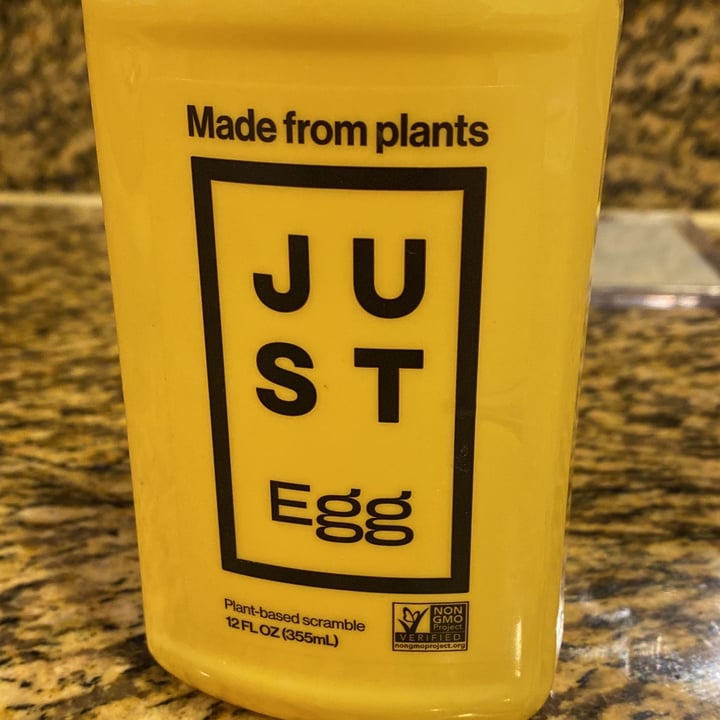 Made from plants
JU
ST
Egg
Plant-based scramble
12 FL OZ (355mL)
NON
GMO
Project
VERIFIED
nongmoproject.org